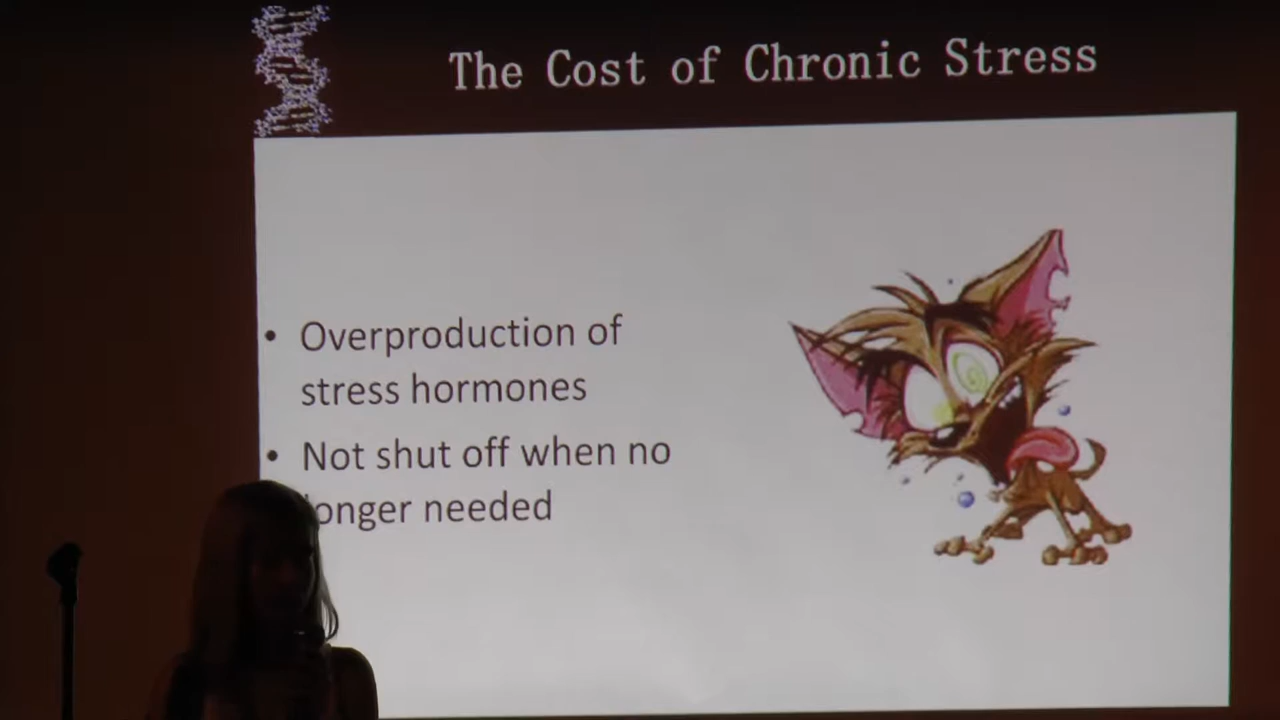 The Cost of Chronic Stress
• Overproduction of
stress hormones
• Not shut off when no
longer needed